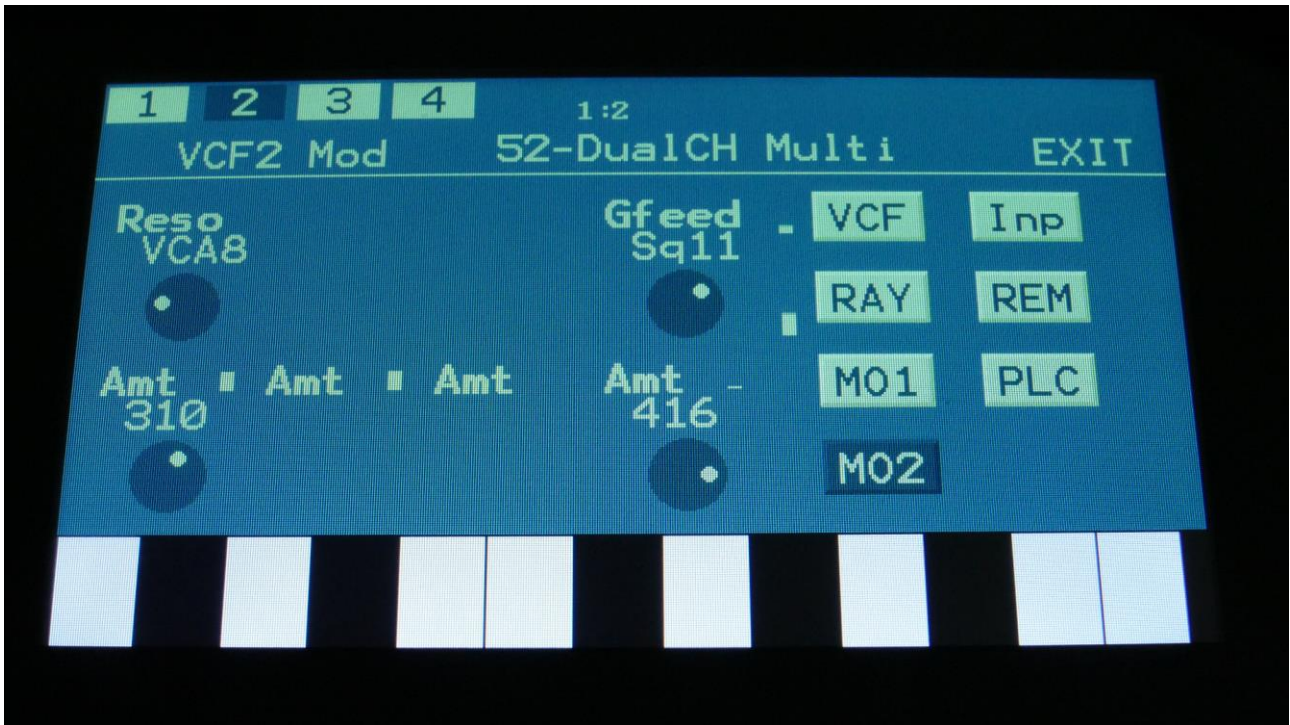 1 2 3 4 1:2
VCF2 Mod 52-DualCH Multi EXIT
Reso Gfeed VCF Inp
VCA8 Sq11
RAY REM
Amt Amt Amt Amt MO1 PLC
310 416
MO2